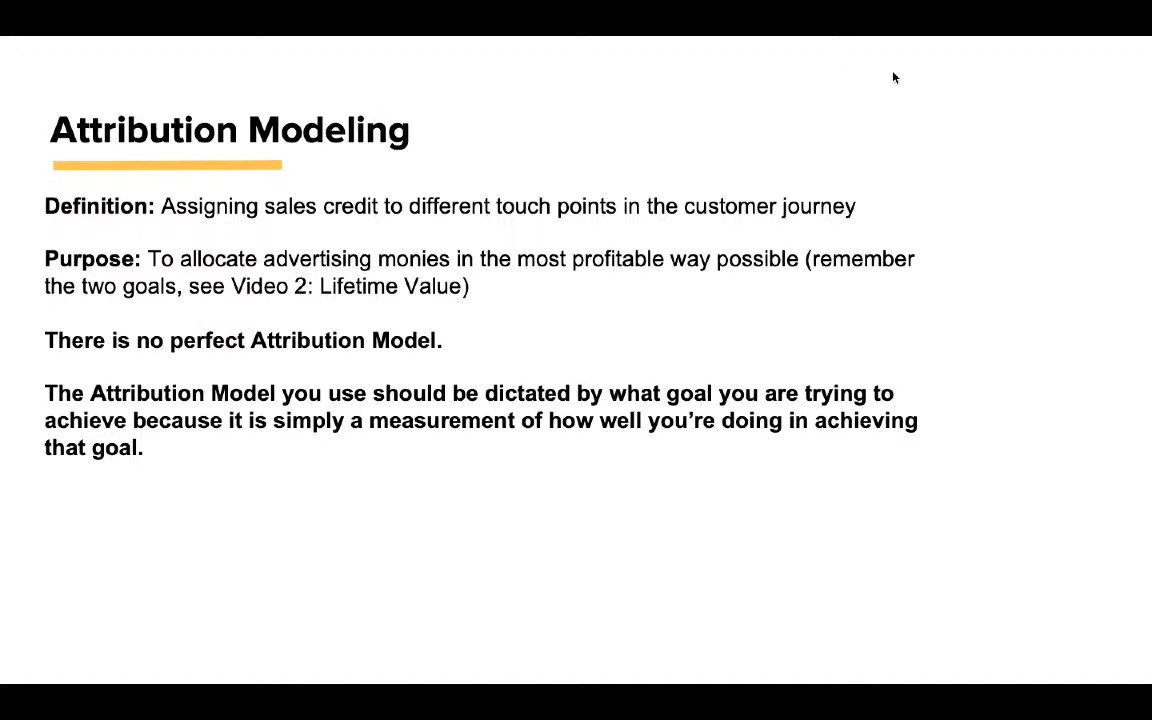 Attribution Modeling
Definition: Assigning sales credit to different touch points in the customer journey
Purpose: To allocate advertising monies in the most profitable way possible (remember
the two goals, see Video 2: Lifetime Value)
There is no perfect Attribution Model.
The Attribution Model you use should be dictated by what goal you are trying to
achieve because it is simply a measurement of how well you’re doing in achieving
that goal.